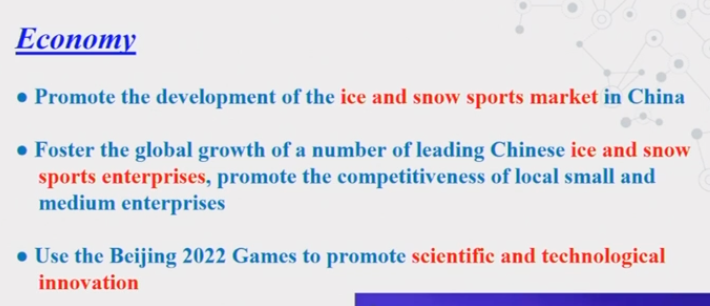 Economy
● Promote the development of the ice and snow sports market in China
● Foster the global growth of a number of leading Chinese ice and snow
sports enterprises, promote the competitiveness of local small and
medium enterprises
● Use the Beijing 2022 Games to promote scientific and technological
innovation